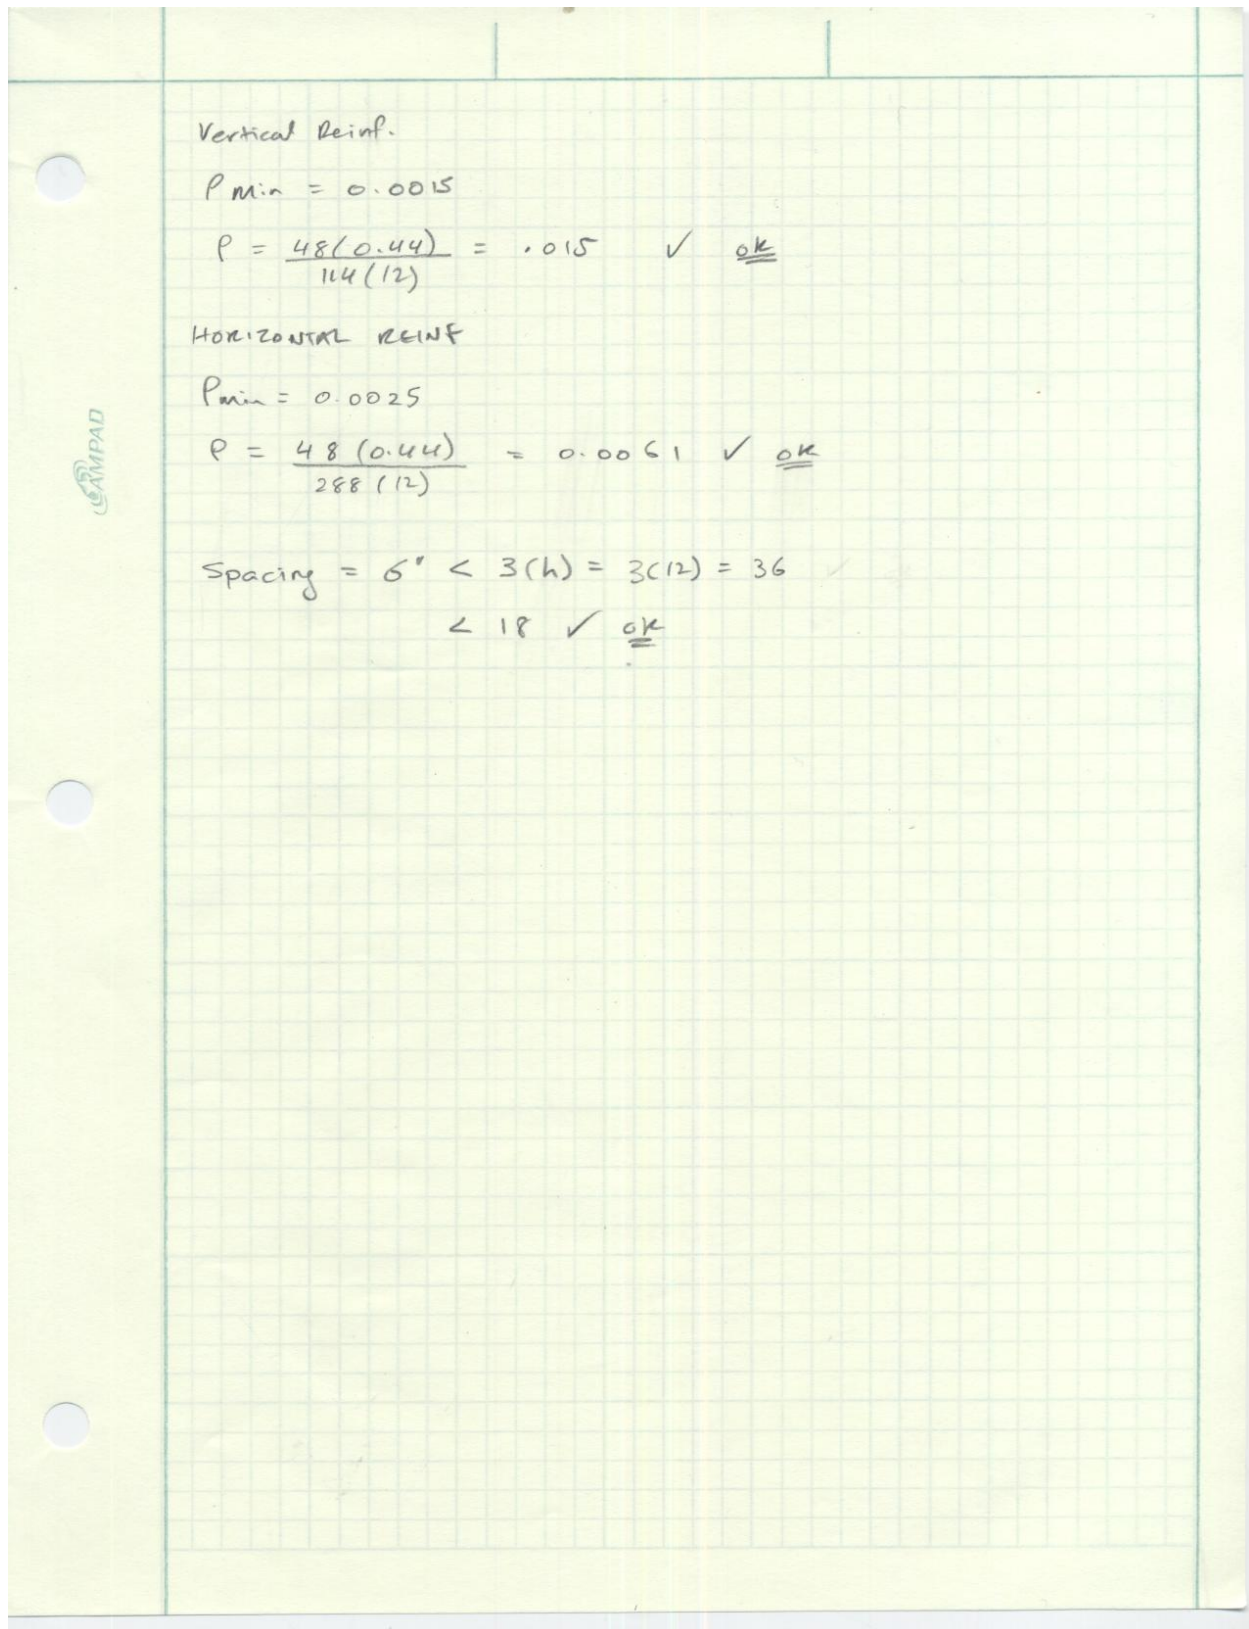 Vertical Reinf.
ρ min = 0.0015
ρ = 48(0.44) / 114(12) = .015 ✓ ok
HORIZONTAL REINF
ρmin = 0.0025
ρ = 48(0.44) / 288(12) = 0.0061 ✓ ok
AMPAD
Spacing = 6" < 3(h) = 3(12) = 36
< 18 ✓ ok